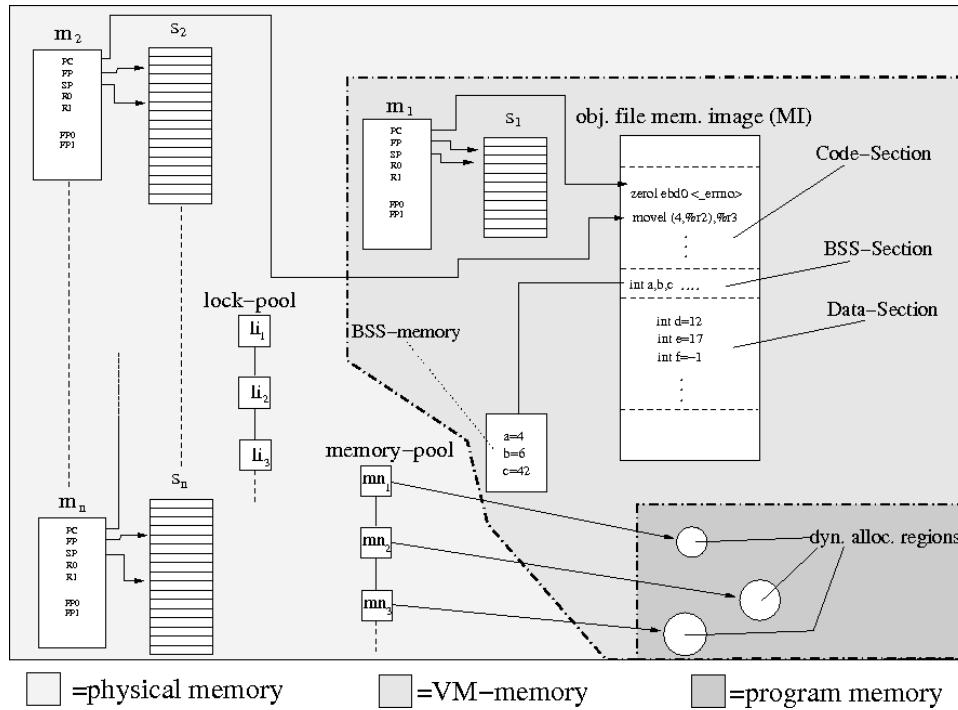 m2
s2
PC
FP
SP
R0
R1
FP0
FP1
m1
s1
PC
FP
SP
R0
R1
FP0
FP1
obj. file mem. image (MI)
Code-Section
zerol ebd0 <_errno>
movel (4,%r2),%r3
BSS-Section
int a,b,c ....
Data-Section
int d=12
int e=17
int f=-1
lock-pool
li1
li2
li3
BSS-memory
a=4
b=6
c=42
memory-pool
mn1
mn2
mn3
dyn. alloc. regions
mn
sn
PC
FP
SP
R0
R1
FP0
FP1
=physical memory
=VM-memory
=program memory